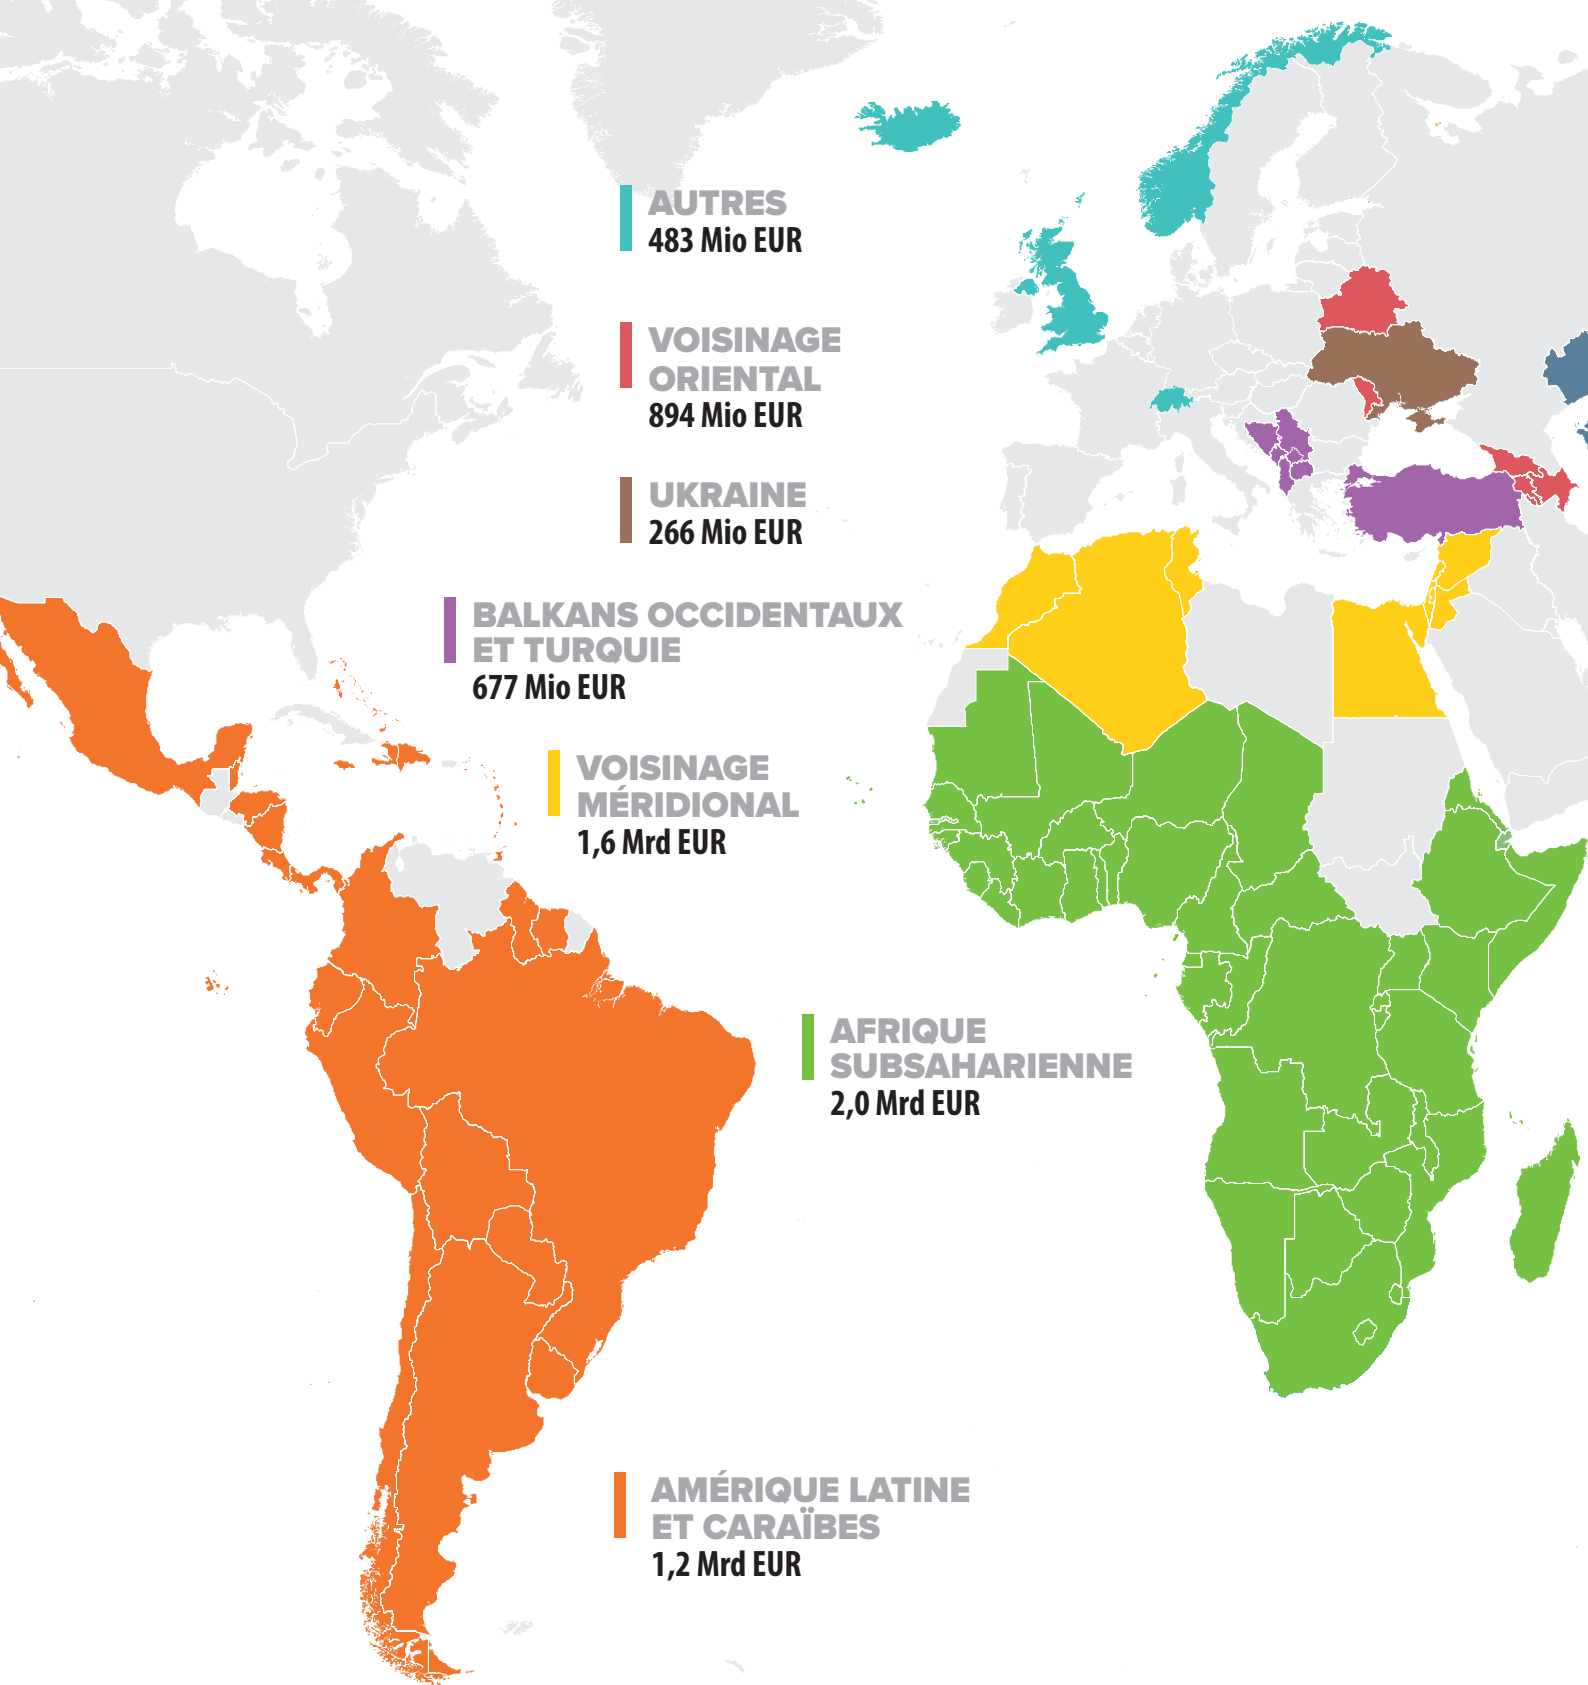 AUTRES
483 Mio EUR
VOISINAGE
ORIENTAL
894 Mio EUR
UKRAINE
266 Mio EUR
BALKANS OCCIDENTAUX
ET TURQUIE
677 Mio EUR
VOISINAGE
MÉRIDIONAL
1,6 Mrd EUR
AFRIQUE
SUBSAHARIENNE
2,0 Mrd EUR
AMÉRIQUE LATINE
ET CARAÏBES
1,2 Mrd EUR